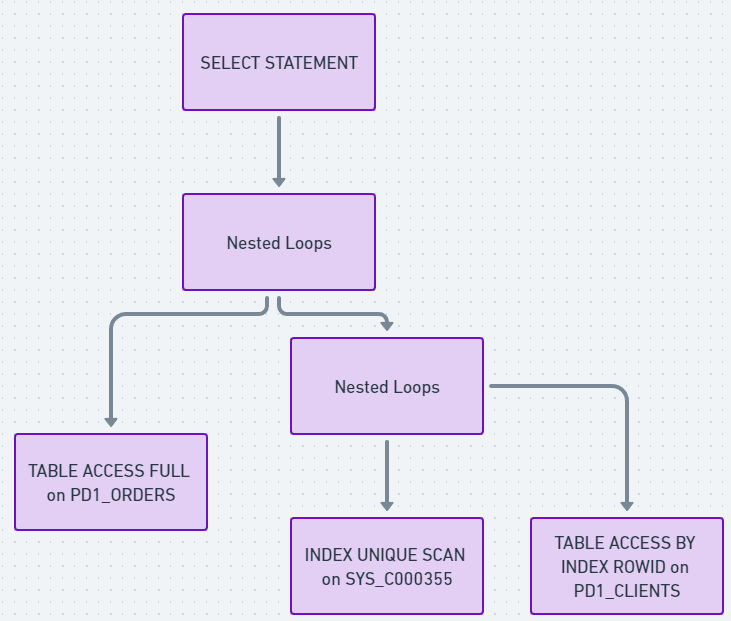 SELECT STATEMENT
Nested Loops
Nested Loops
TABLE ACCESS FULL
on PD1_ORDERS
INDEX UNIQUE SCAN
on SYS_C000355
TABLE ACCESS BY
INDEX ROWID on
PD1_CLIENTS